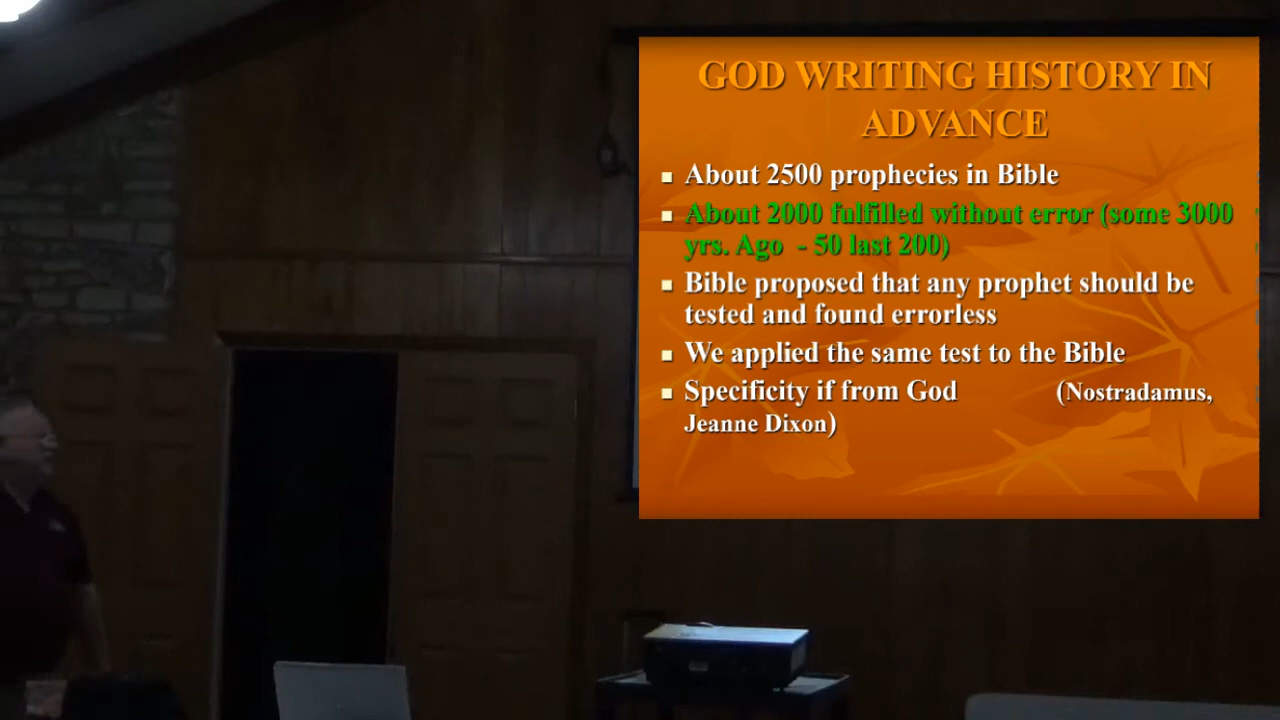 GOD WRITING HISTORY IN
ADVANCE
About 2500 prophecies in Bible
About 2000 fulfilled without error (some 3000
yrs. Ago - 50 last 200)
Bible proposed that any prophet should be
tested and found errorless
We applied the same test to the Bible
Specificity if from God (Nostradamus,
Jeanne Dixon)